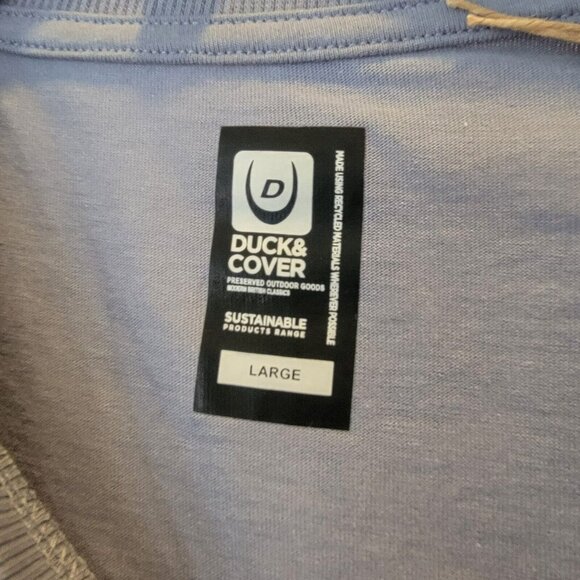 D
DUCK&
COVER
PRESERVED OUTDOOR GOODS
MODERN BRITISH CLASSICS
SUSTAINABLE
PRODUCTS RANGE
LARGE
MADE USING RECYCLED MATERIALS WHEREVER POSSIBLE